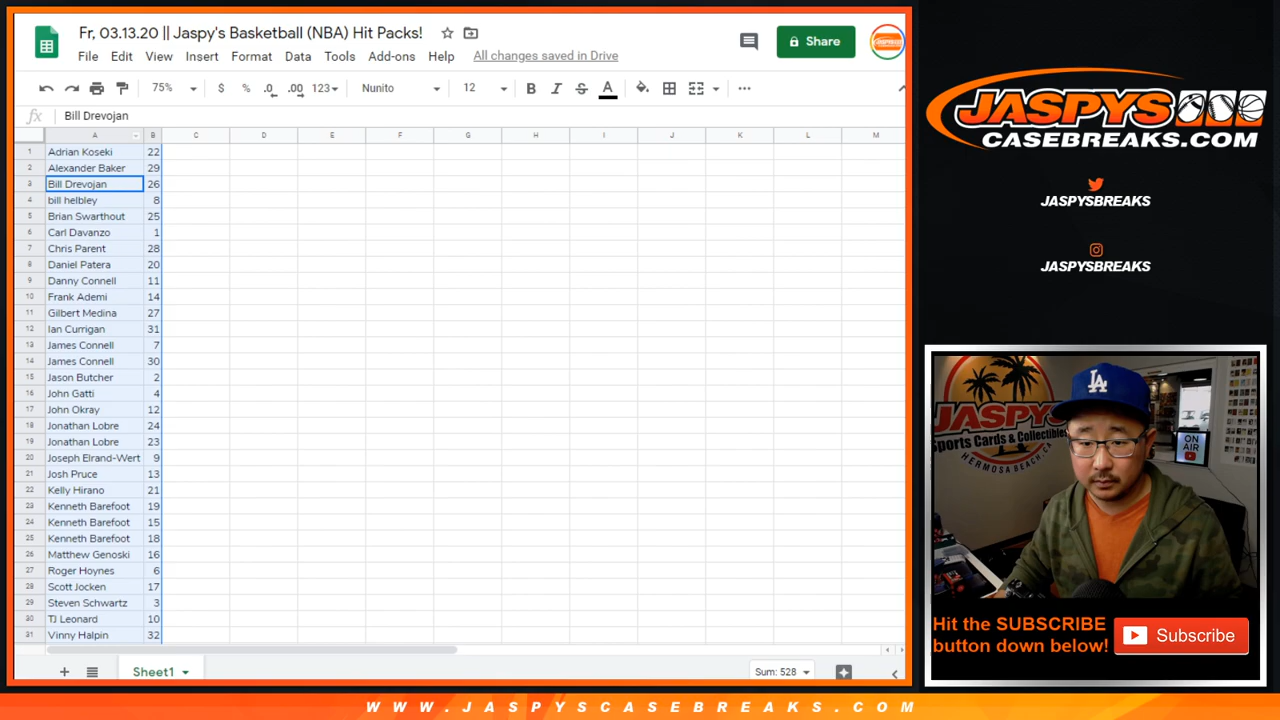 Fr, 03.13.20 || Jaspy's Basketball (NBA) Hit Packs!
File Edit View Insert Format Data Tools Add-ons Help All changes saved in Drive
Share
75% $ % .0 .00 123 Nunito 12 B I S A
fx Bill Drevojan
A B C D E F G H I J K L M
1 Adrian Koseki 22
2 Alexander Baker 29
3 Bill Drevojan 26
4 bill helbley 8
5 Brian Swarthout 25
6 Carl Davanzo 1
7 Chris Parent 28
8 Daniel Patera 20
9 Danny Connell 11
10 Frank Ademi 14
11 Gilbert Medina 27
12 Ian Currigan 31
13 James Connell 7
14 James Connell 30
15 Jason Butcher 2
16 John Gatti 4
17 John Okray 12
18 Jonathan Lobre 24
19 Jonathan Lobre 23
20 Joseph Elrand-Wert 9
21 Josh Pruce 13
22 Kelly Hirano 21
23 Kenneth Barefoot 19
24 Kenneth Barefoot 15
25 Kenneth Barefoot 18
26 Matthew Genoski 16
27 Roger Hoynes 6
28 Scott Jocken 17
29 Steven Schwartz 3
30 TJ Leonard 10
31 Vinny Halpin 32
Sheet1
Sum: 528
JASPYS
CASEBREAKS.COM
JASPYSBREAKS
JASPYSBREAKS
JASPYS
Sports Cards & Collectibles
HERMOSA BEACH, CA
LA
ON AIR
Hit the SUBSCRIBE
button down below!
Subscribe
WWW.JASPYSCASEBREAKS.COM